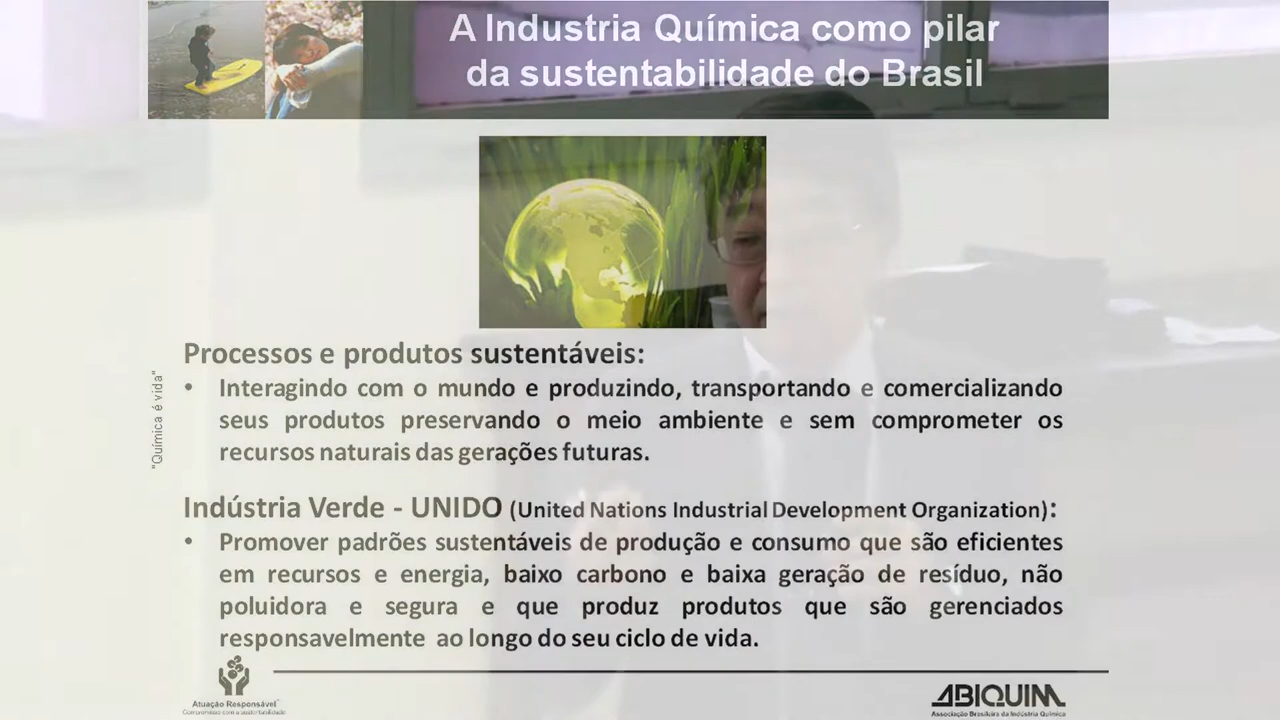 A Industria Química como pilar
da sustentabilidade do Brasil
Processos e produtos sustentáveis:
• Interagindo com o mundo e produzindo, transportando e comercializando
seus produtos preservando o meio ambiente e sem comprometer os
recursos naturais das gerações futuras.
"Química é vida"
Indústria Verde - UNIDO (United Nations Industrial Development Organization):
• Promover padrões sustentáveis de produção e consumo que são eficientes
em recursos e energia, baixo carbono e baixa geração de resíduo, não
poluidora e segura e que produz produtos que são gerenciados
responsavelmente ao longo do seu ciclo de vida.
Atuação Responsável
Compromisso com a sustentabilidade
ABIQUIM
Associação Brasileira da Indústria Química